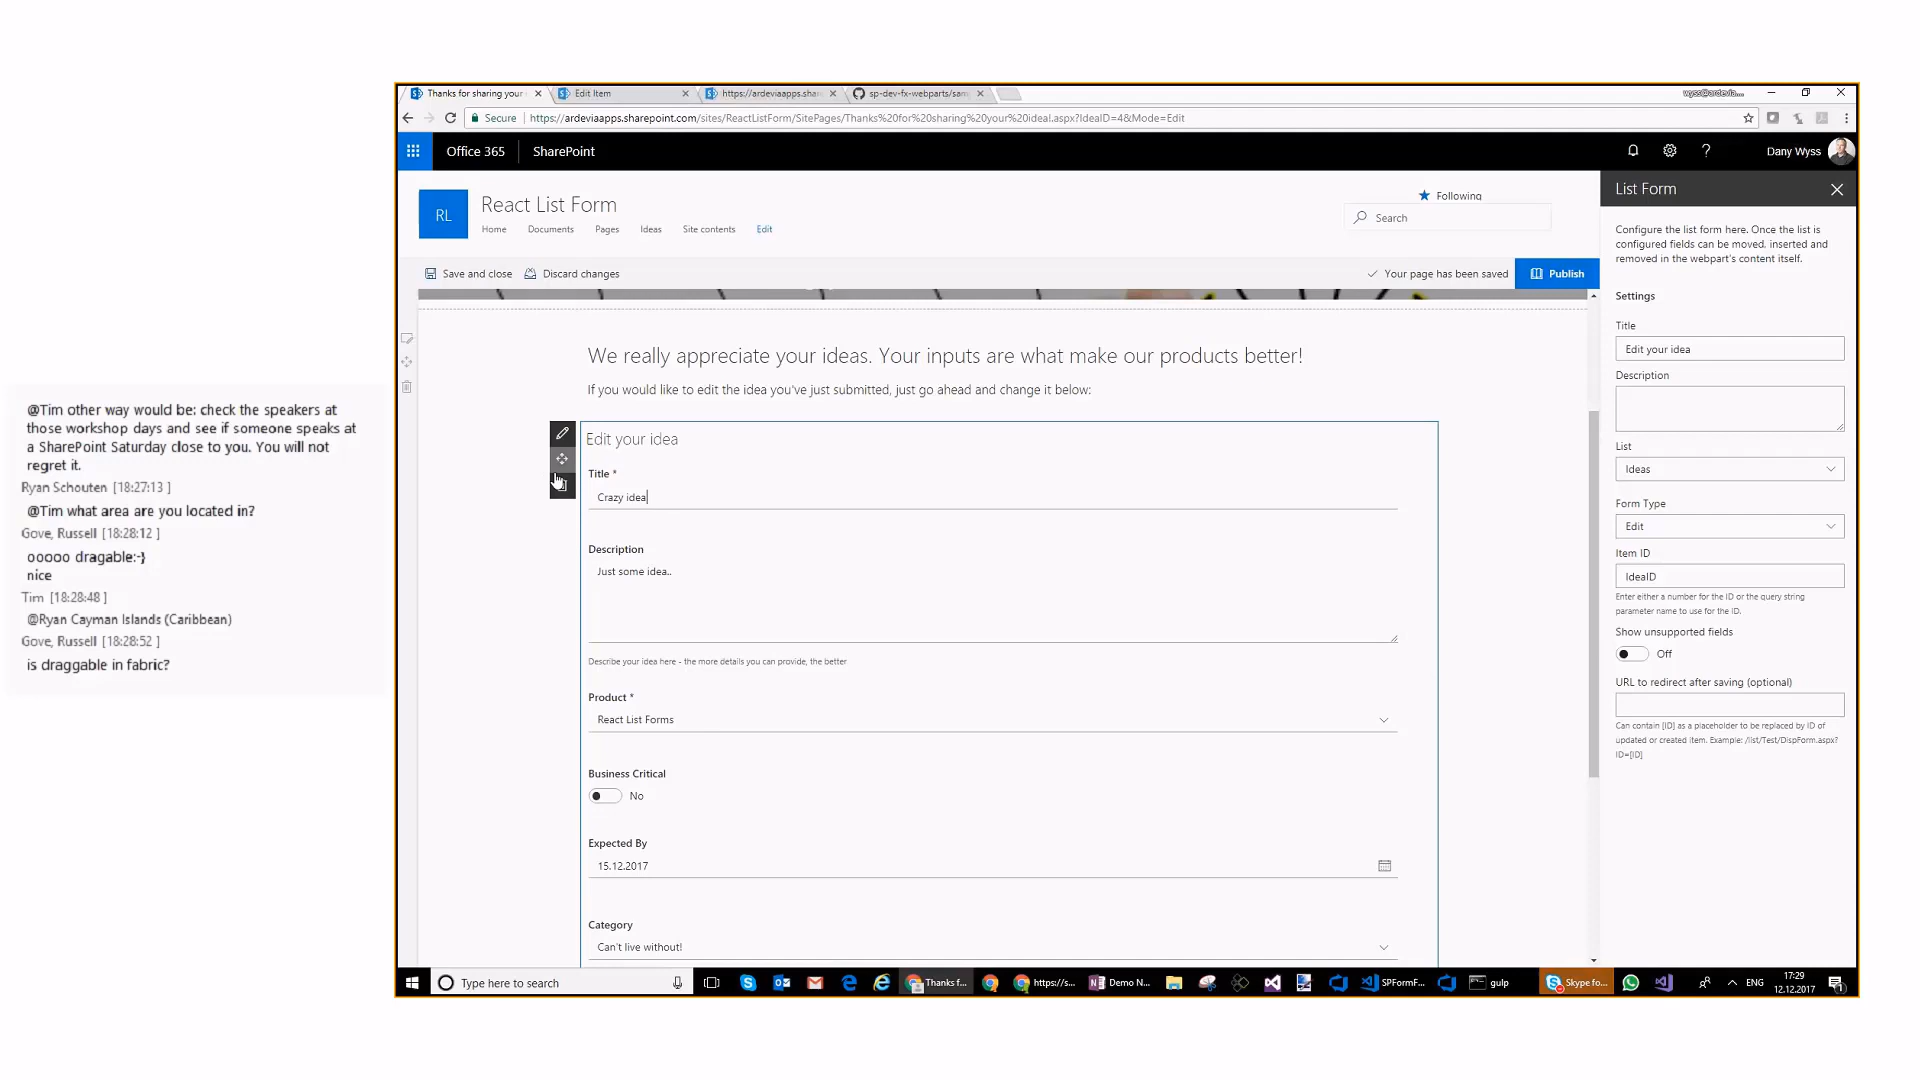 @Tim other way would be: check the speakers at
those workshop days and see if someone speaks at
a SharePoint Saturday close to you. You will not
regret it.
Ryan Schouten [18:27:13 ]
@Tim what area are you located in?
Gove, Russell [18:28:12 ]
ooooo dragable:-}
nice
Tim [18:28:48 ]
@Ryan Cayman Islands (Caribbean)
Gove, Russell [18:28:52 ]
is draggable in fabric?
Thanks for sharing your
Edit Item
https://ardeviaapps.shar
sp-dev-fx-webparts/sam
Secure
https://ardeviaapps.sharepoint.com/sites/ReactListForm/SitePages/Thanks%20for%20sharing%20your%20ideal.aspx?IdeaID=4&Mode=Edit
Office 365
SharePoint
Dany Wyss
RL
React List Form
Home
Documents
Pages
Ideas
Site contents
Edit
Following
Search
Save and close
Discard changes
Your page has been saved
Publish
We really appreciate your ideas. Your inputs are what make our products better!
If you would like to edit the idea you've just submitted, just go ahead and change it below:
Edit your idea
Title *
Crazy idea
Description
Just some idea..
Describe your idea here - the more details you can provide, the better
Product *
React List Forms
Business Critical
No
Expected By
15.12.2017
Category
Can't live without!
List Form
Configure the list form here. Once the list is
configured fields can be moved, inserted and
removed in the webpart's content itself.
Settings
Title
Edit your idea
Description
List
Ideas
Form Type
Edit
Item ID
IdeaID
Enter either a number for the ID or the query string
parameter name to use for the ID.
Show unsupported fields
Off
URL to redirect after saving (optional)
Can contain [ID] as a placeholder to be replaced by ID of
updated or created item. Example: /list/Test/DispForm.aspx?
ID=[ID]
Type here to search
Thanks f...
https://s...
Demo N...
SPFormF...
gulp
Skype fo...
ENG
17:29
12.12.2017